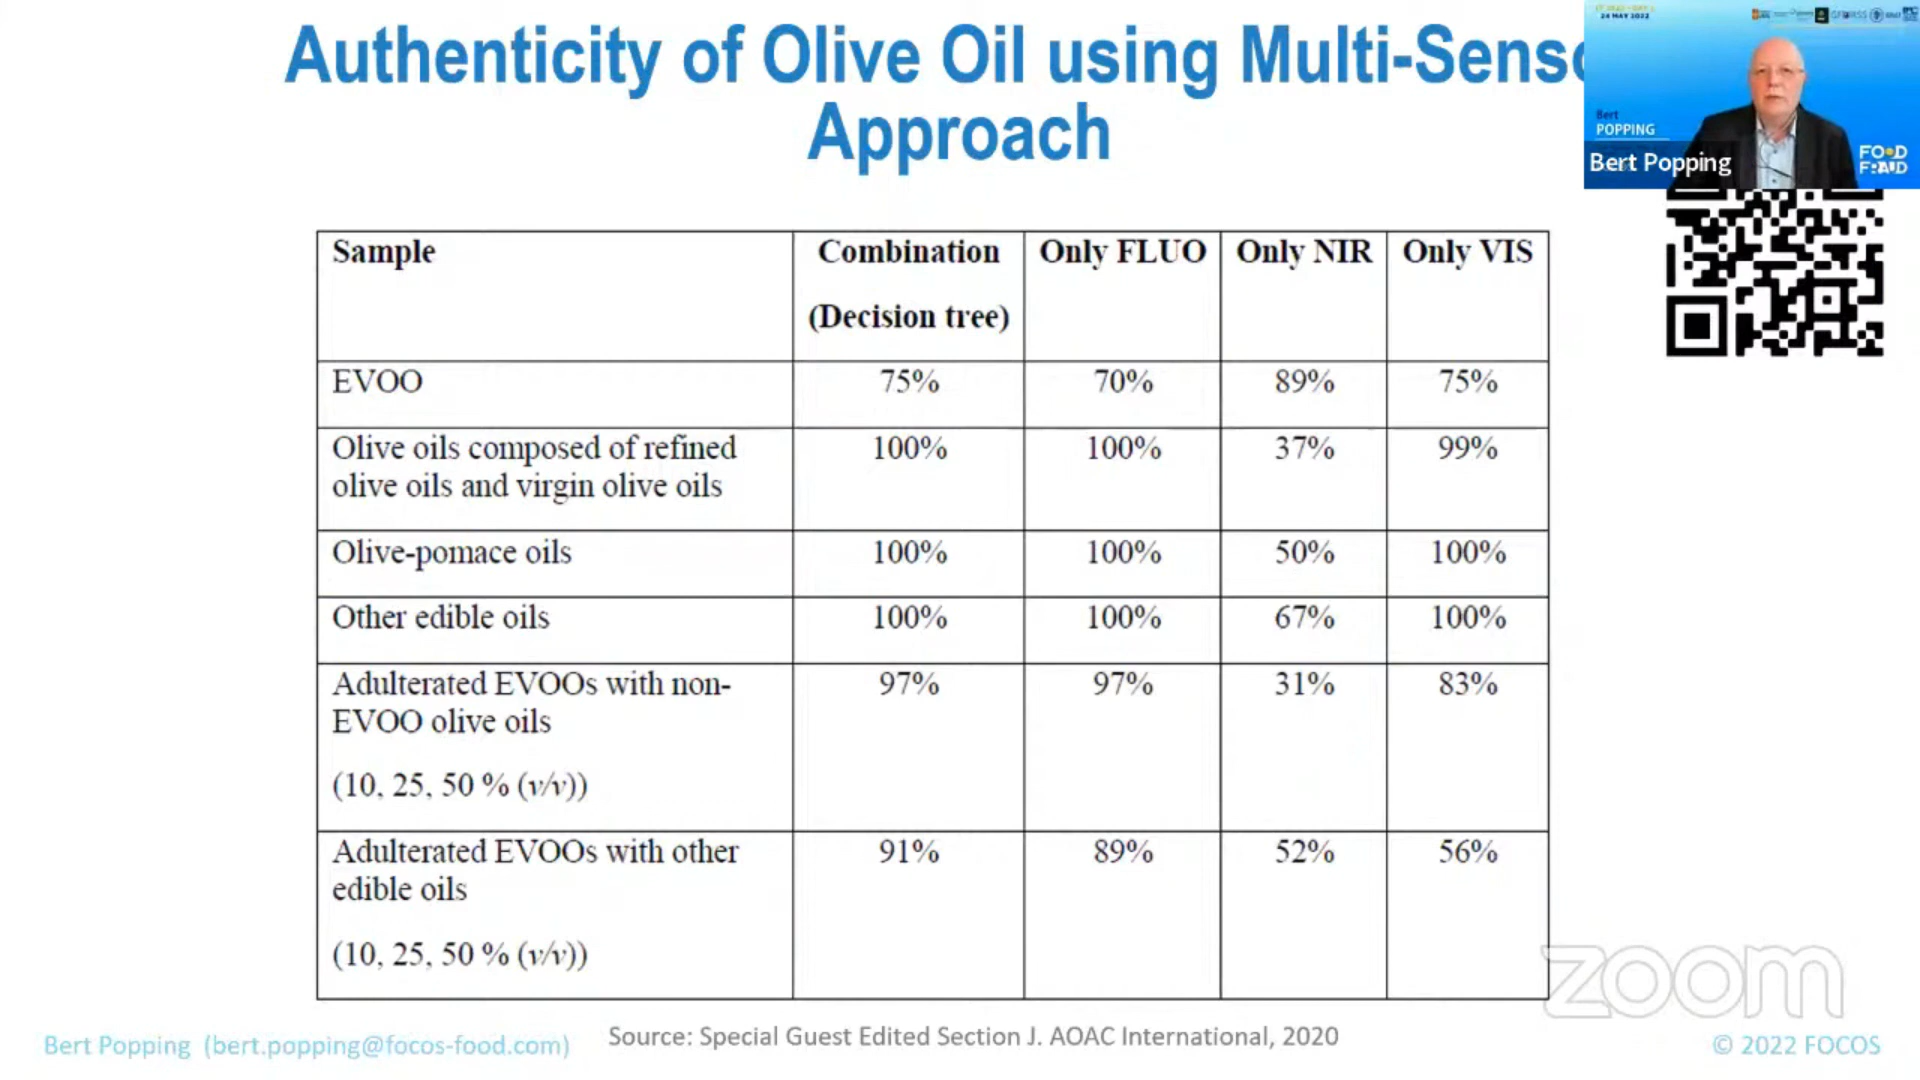 Authenticity of Olive Oil using Multi-Senso
Approach
24 MAY 2022
Bert
POPPING
Bert Popping
FOOD
FRAUD
Sample Combination Only FLUO Only NIR Only VIS
(Decision tree)
EVOO 75% 70% 89% 75%
Olive oils composed of refined 100% 100% 37% 99%
olive oils and virgin olive oils
Olive-pomace oils 100% 100% 50% 100%
Other edible oils 100% 100% 67% 100%
Adulterated EVOOs with non- 97% 97% 31% 83%
EVOO olive oils
(10, 25, 50 % (v/v))
Adulterated EVOOs with other 91% 89% 52% 56%
edible oils
(10, 25, 50 % (v/v))
zoom
Bert Popping (bert.popping@focos-food.com)
Source: Special Guest Edited Section J. AOAC International, 2020
© 2022 FOCOS